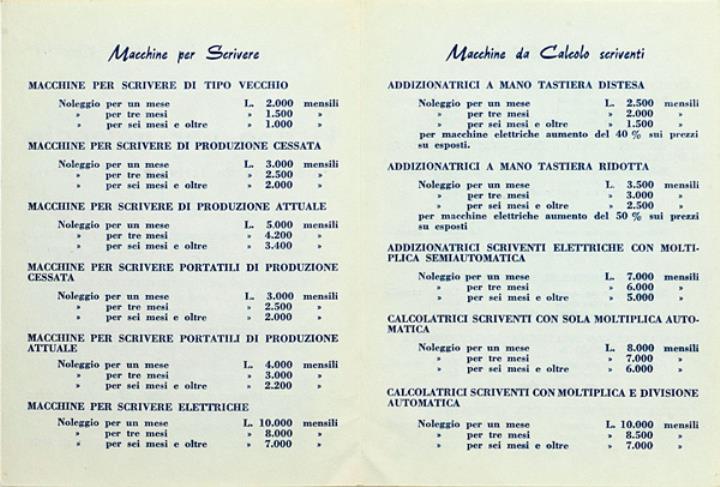 Macchine per Scrivere
MACCHINE PER SCRIVERE DI TIPO VECCHIO
Noleggio per un mese L. 2.000 mensili
» per tre mesi » 1.500 »
» per sei mesi e oltre » 1.000 »
MACCHINE PER SCRIVERE DI PRODUZIONE CESSATA
Noleggio per un mese L. 3.000 mensili
» per tre mesi » 2.500 »
» per sei mesi e oltre » 2.000 »
MACCHINE PER SCRIVERE DI PRODUZIONE ATTUALE
Noleggio per un mese L. 5.000 mensili
» per tre mesi » 4.200 »
» per sei mesi e oltre » 3.400 »
MACCHINE PER SCRIVERE PORTATILI DI PRODUZIONE
CESSATA
Noleggio per un mese L. 3.000 mensili
» per tre mesi » 2.500 »
» per sei mesi e oltre » 2.000 »
MACCHINE PER SCRIVERE PORTATILI DI PRODUZIONE
ATTUALE
Noleggio per un mese L. 4.000 mensili
» per tre mesi » 3.000 »
» per sei mesi e oltre » 2.200 »
MACCHINE PER SCRIVERE ELETTRICHE
Noleggio per un mese L. 10.000 mensili
» per tre mesi » 8.000 »
» per sei mesi e oltre » 7.000 »
Macchine da Calcolo scriventi
ADDIZIONATRICI A MANO TASTIERA DISTESA
Noleggio per un mese L. 2.500 mensili
» per tre mesi » 2.000 »
» per sei mesi e oltre » 1.500 »
per macchine elettriche aumento del 40 % sui prezzi
su esposti.
ADDIZIONATRICI A MANO TASTIERA RIDOTTA
Noleggio per un mese L. 3.500 mensili
» per tre mesi » 3.000 »
» per sei mesi e oltre » 2.500 »
per macchine elettriche aumento del 50 % sui prezzi
su esposti
ADDIZIONATRICI SCRIVENTI ELETTRICHE CON MOLTI-
PLICA SEMIAUTOMATICA
Noleggio per un mese L. 7.000 mensili
» per tre mesi » 6.000 »
» per sei mesi e oltre » 5.000 »
CALCOLATRICI SCRIVENTI CON SOLA MOLTIPLICA AUTO-
MATICA
Noleggio per un mese L. 8.000 mensili
» per tre mesi » 7.000 »
» per sei mesi e oltre » 6.000 »
CALCOLATRICI SCRIVENTI CON MOLTIPLICA E DIVISIONE
AUTOMATICA
Noleggio per un mese L. 10.000 mensili
» per tre mesi » 8.500 »
» per sei mesi e oltre » 7.000 »